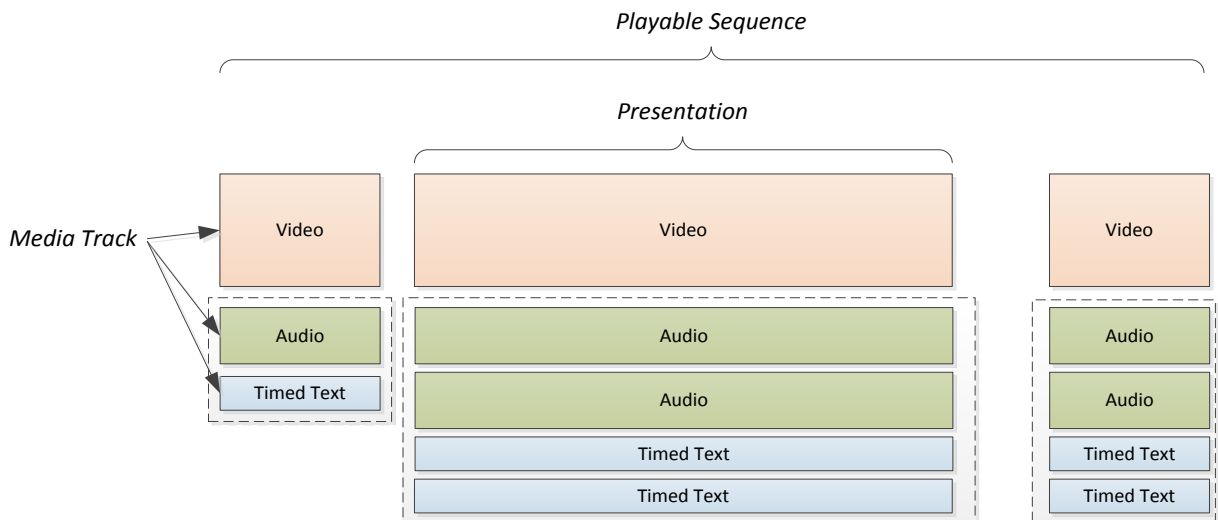 Playable Sequence
Presentation
Media Track
Video
Video
Video
Audio
Audio
Audio
Timed Text
Audio
Audio
Timed Text
Timed Text
Timed Text
Timed Text